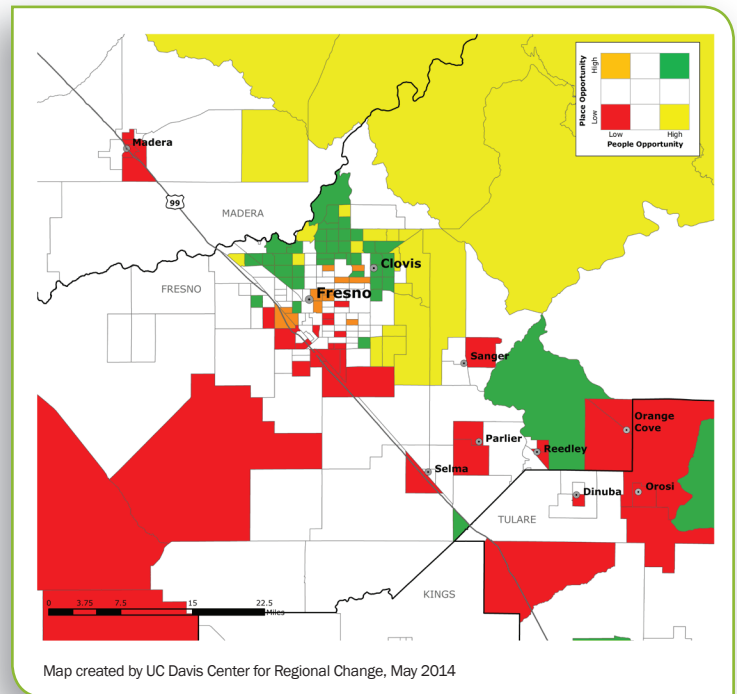 Place Opportunity
High
Low
Low
High
People Opportunity
Madera
99
MADERA
Clovis
FRESNO
Fresno
Sanger
Orange
Cove
Parlier
Reedley
Selma
Dinuba
Orosi
TULARE
KINGS
0 3.75 7.5 15 22.5
Miles
Map created by UC Davis Center for Regional Change, May 2014